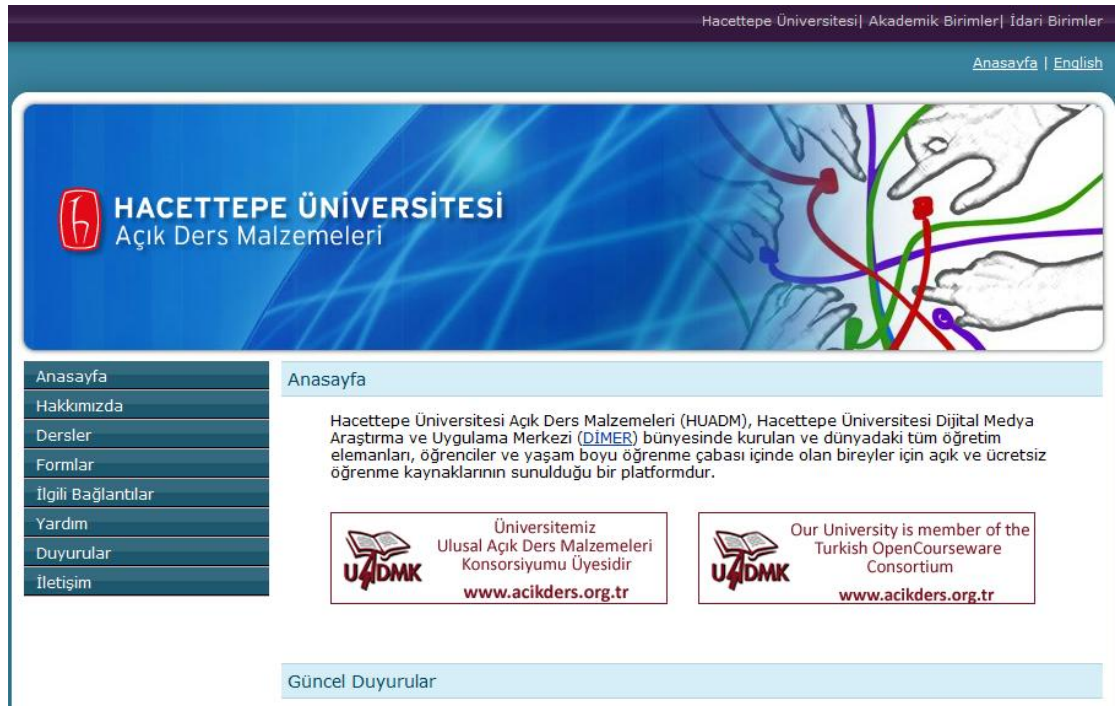 Hacettepe Üniversitesi| Akademik Birimler| İdari Birimler
Anasayfa | English
HACETTEPE ÜNİVERSİTESİ
Açık Ders Malzemeleri
Anasayfa
Hakkımızda
Dersler
Formlar
İlgili Bağlantılar
Yardım
Duyurular
İletişim
Anasayfa
Hacettepe Üniversitesi Açık Ders Malzemeleri (HUADM), Hacettepe Üniversitesi Dijital Medya
Araştırma ve Uygulama Merkezi (DİMER) bünyesinde kurulan ve dünyadaki tüm öğretim
elemanları, öğrenciler ve yaşam boyu öğrenme çabası içinde olan bireyler için açık ve ücretsiz
öğrenme kaynaklarının sunulduğu bir platformdur.
UADMK
Üniversitemiz
Ulusal Açık Ders Malzemeleri
Konsorsiyumu Üyesidir
www.acikders.org.tr
UADMK
Our University is member of the
Turkish OpenCourseware
Consortium
www.acikders.org.tr
Güncel Duyurular